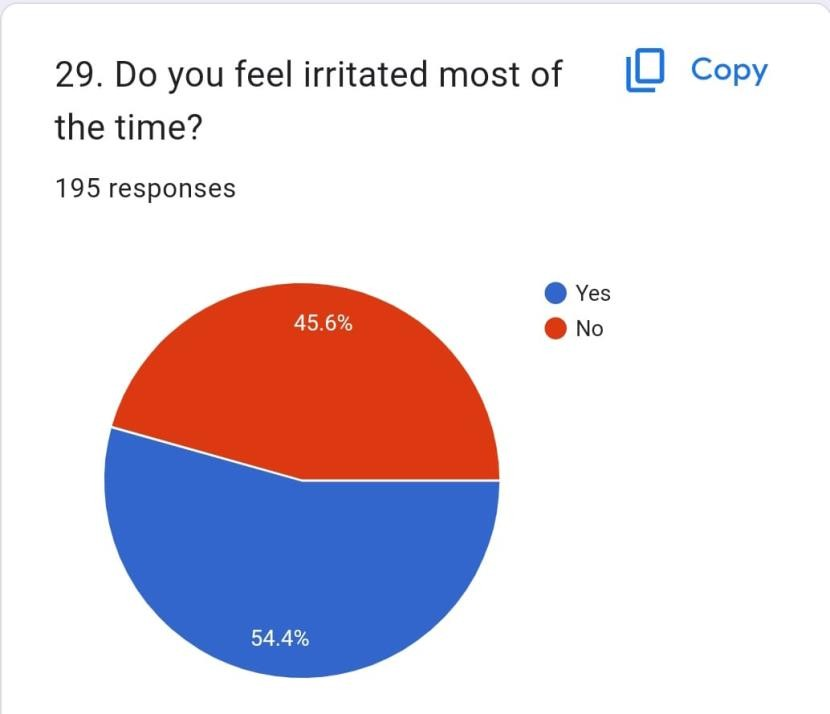 29. Do you feel irritated most of
the time?
Copy
195 responses
Yes
No
45.6%
54.4%